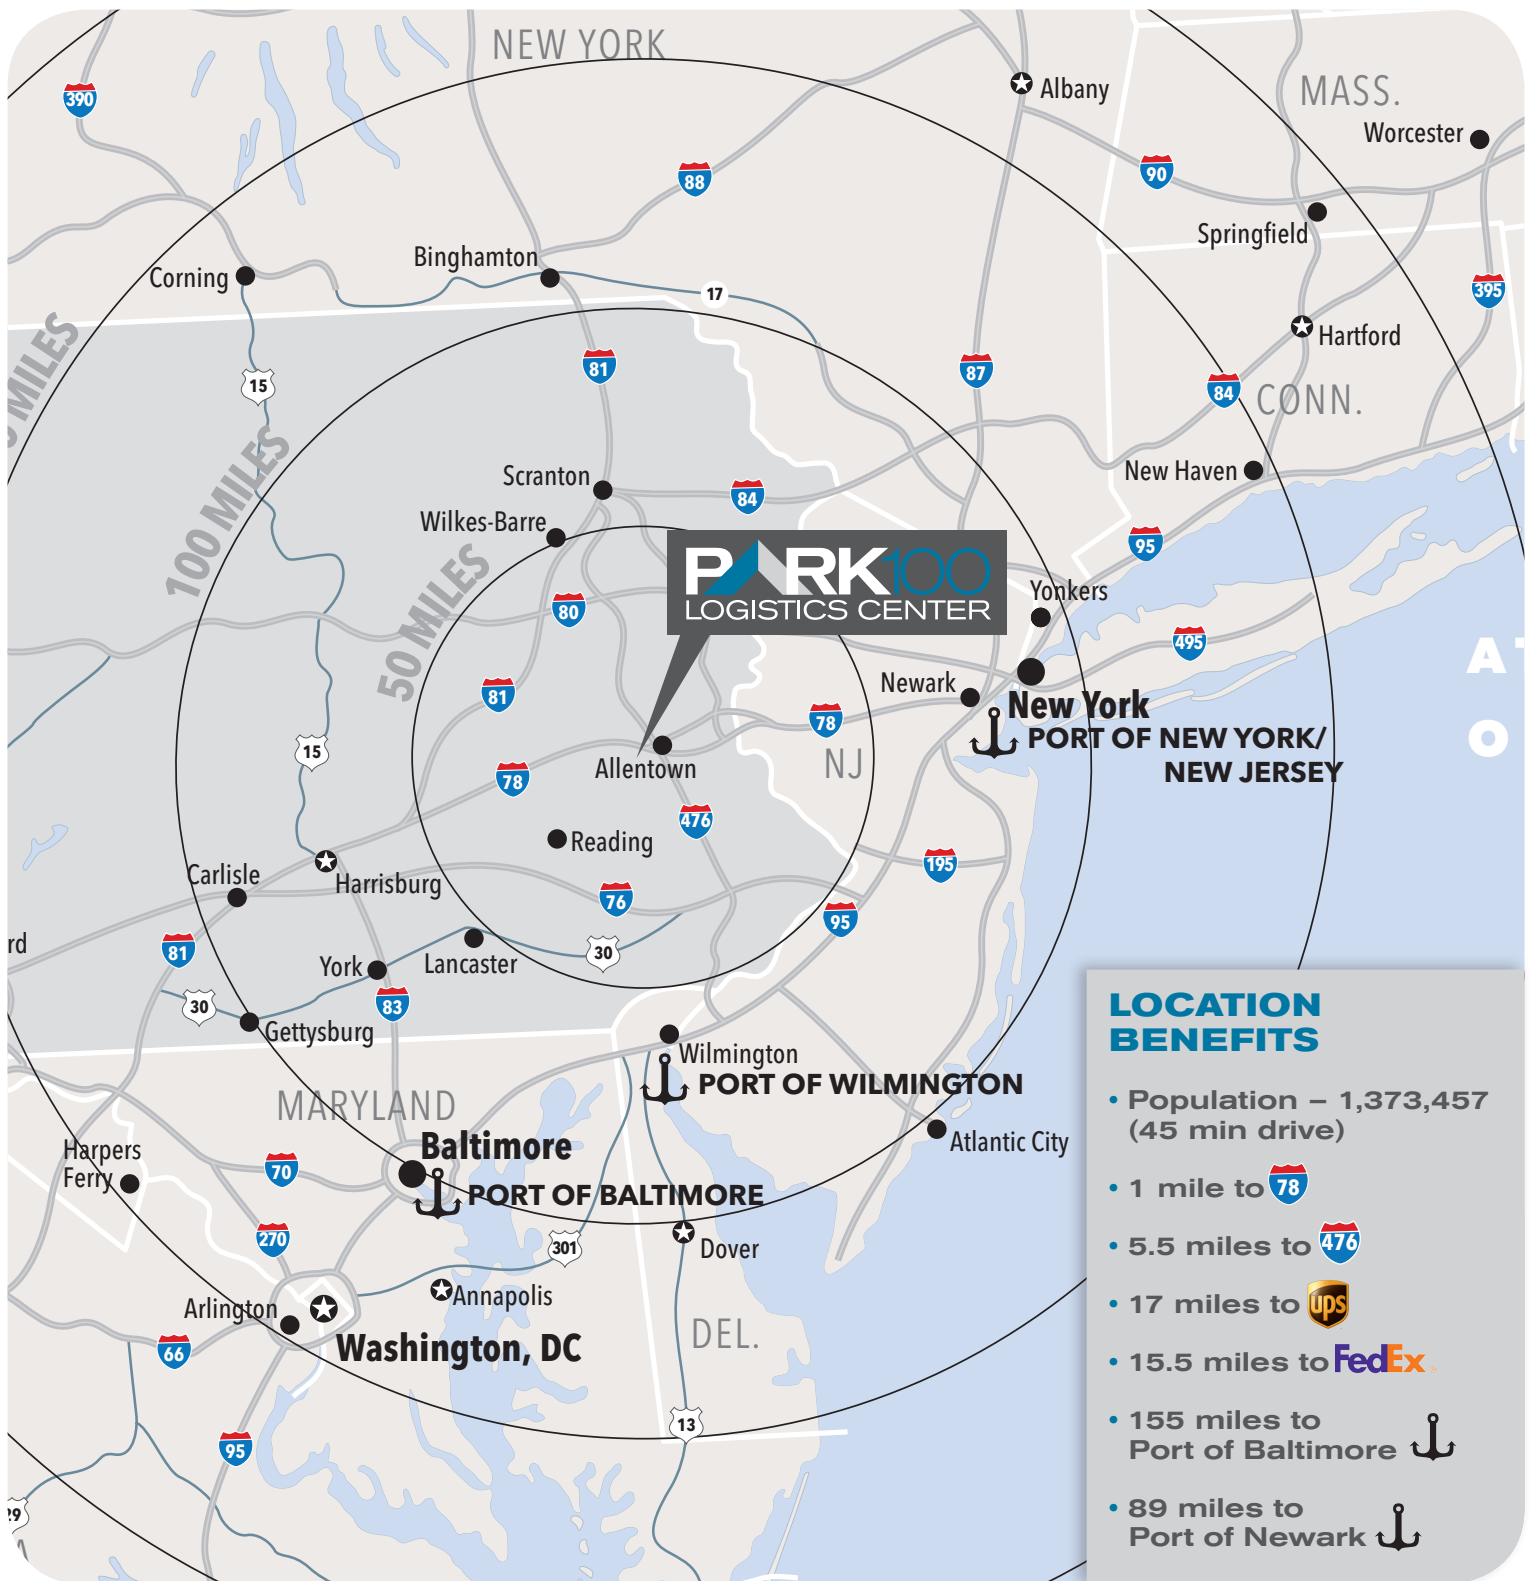 NEW YORK
390
Albany
MASS.
Worcester
88
90
Springfield
Binghamton
Corning
17
395
Hartford
MILES
81
87
15
84
CONN.
100 MILES
Scranton
84
New Haven
Wilkes-Barre
95
50 MILES
PARK100
LOGISTICS CENTER
80
Yonkers
495
A
81
Newark
New York
78
PORT OF NEW YORK/
NEW JERSEY
O
15
Allentown
NJ
78
476
Reading
195
Carlisle
Harrisburg
76
95
81
rd
30
York
Lancaster
30
83
Gettysburg
Wilmington
PORT OF WILMINGTON
MARYLAND
Baltimore
Atlantic City
Harpers
Ferry
70
PORT OF BALTIMORE
270
301
Dover
Annapolis
Arlington
Washington, DC
DEL.
66
13
95
29
LOCATION
BENEFITS
• Population – 1,373,457
(45 min drive)
• 1 mile to 78
• 5.5 miles to 476
• 17 miles to ups
• 15.5 miles to FedEx
• 155 miles to
Port of Baltimore
• 89 miles to
Port of Newark